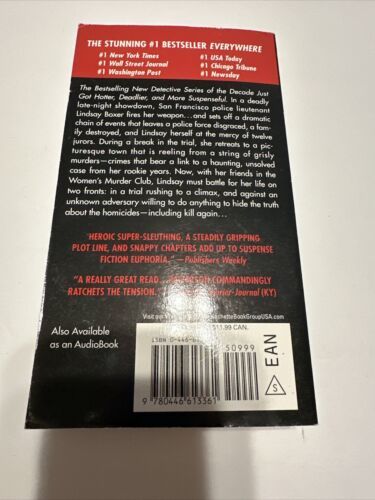 THE STUNNING #1 BESTSELLER EVERYWHERE
#1 New York Times
#1 USA Today
#1 Wall Street Journal
#1 Chicago Tribune
#1 Washington Post
#1 Newsday
The Bestselling New Detective Series of the Decade Just
Got Hotter, Deadlier, and More Suspenseful. In a deadly
late-night showdown, San Francisco police lieutenant
Lindsay Boxer fires her weapon...and sets off a dramatic
chain of events that leaves a police force disgraced, a fam-
ily destroyed, and Lindsay herself at the mercy of twelve
jurors. During a break in the trial, she retreats to a pic-
turesque town that is reeling from a string of grisly
murders—crimes that bear a link to a haunting, unsolved
case from her rookie years. Now, with her friends in the
Women's Murder Club, Lindsay must battle for her life on
two fronts: in a trial rushing to a climax, and against an
unknown adversary willing to do anything to hide the truth
about the homicides—including kill again...
"HEROIC SUPER-SLEUTHING, A STEADILY GRIPPING
PLOT LINE, AND SNAPPY CHAPTERS ADD UP TO SUSPENSE
FICTION EUPHORIA." —Publishers Weekly
"A REALLY GREAT READ...
COMMANDINGLY
RATCHETS THE TENSION."
Journal (KY)
Visit our
HachetteBookGroupUSA.com
$11.99 CAN.
ISBN 0-446-6
50999
EAN
S
Also Available
as an AudioBook
9 780446 613361